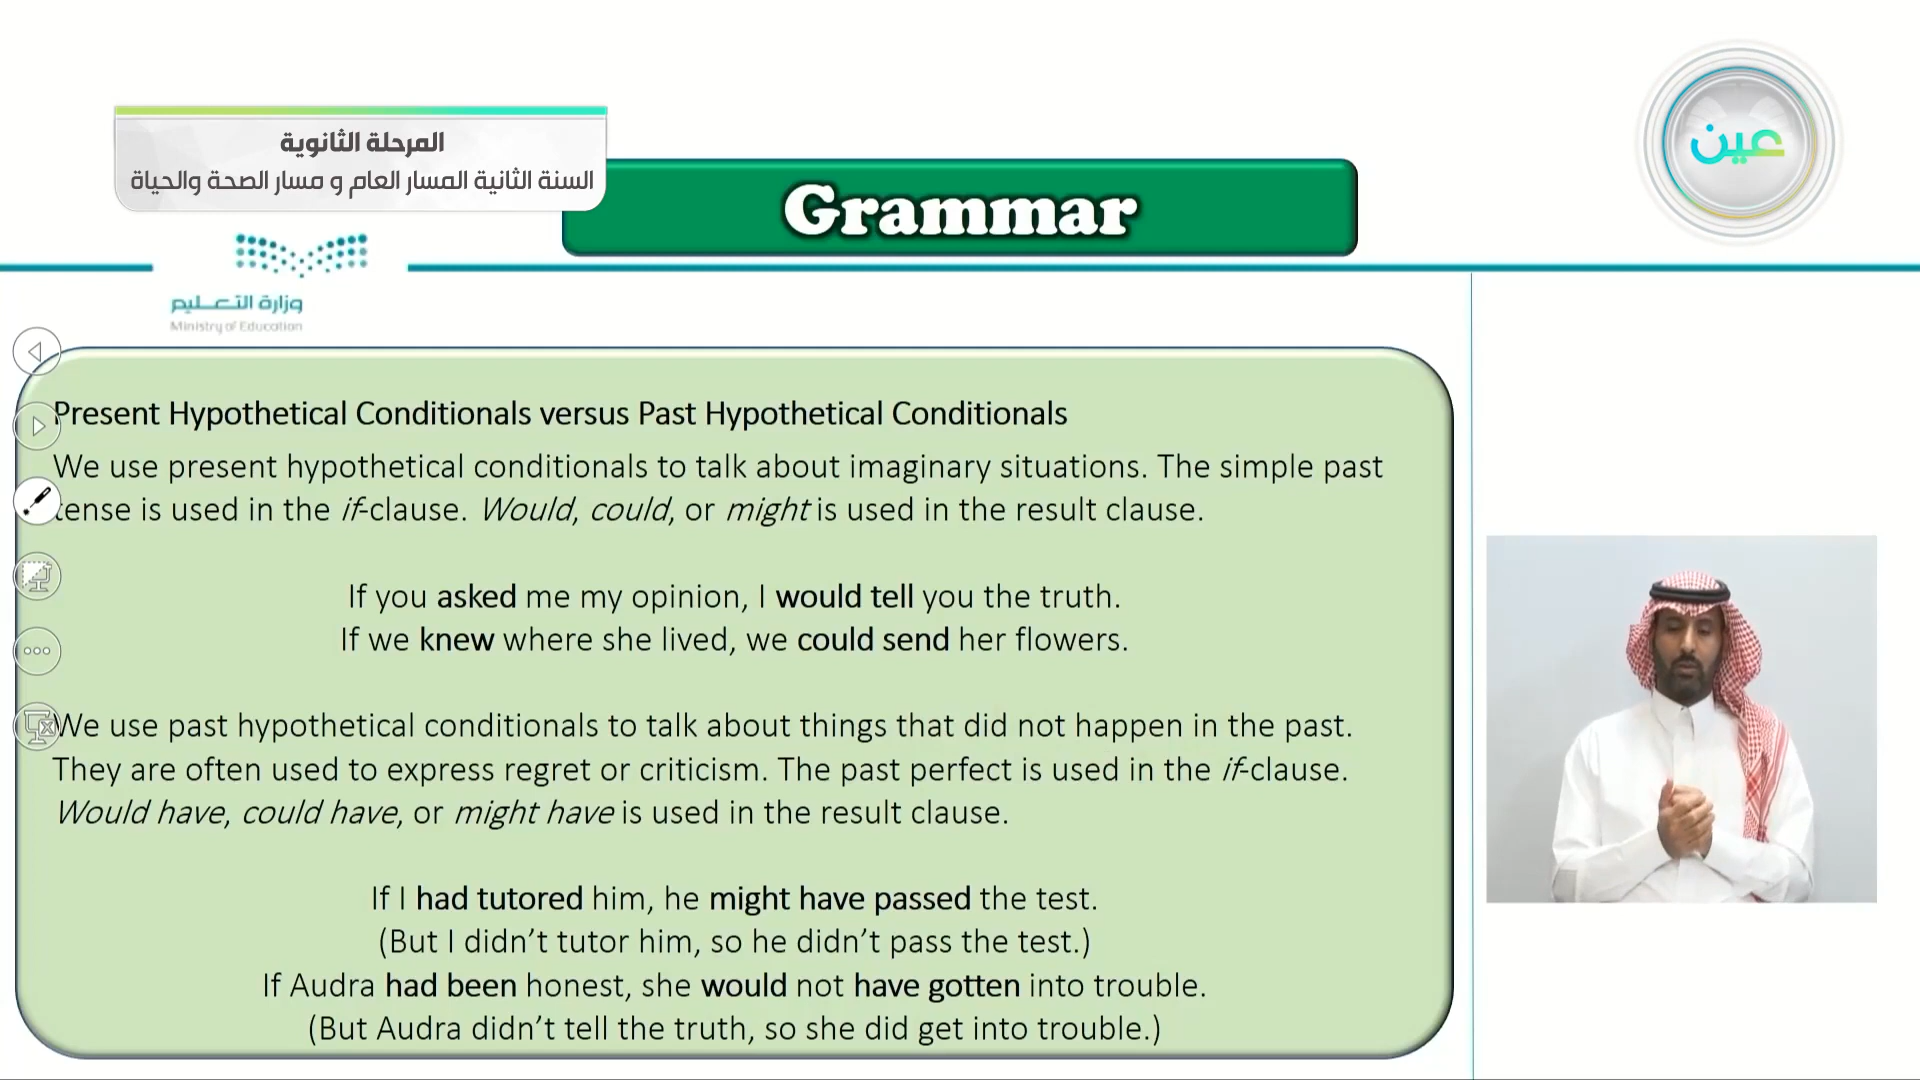 المرحلة الثانوية
السنة الثانية المسار العام و مسار الصحة والحياة
Grammar
عين
وزارة التعليم
Ministry of Education
Present Hypothetical Conditionals versus Past Hypothetical Conditionals
We use present hypothetical conditionals to talk about imaginary situations. The simple past
tense is used in the if-clause. Would, could, or might is used in the result clause.
If you asked me my opinion, I would tell you the truth.
If we knew where she lived, we could send her flowers.
We use past hypothetical conditionals to talk about things that did not happen in the past.
They are often used to express regret or criticism. The past perfect is used in the if-clause.
Would have, could have, or might have is used in the result clause.
If I had tutored him, he might have passed the test.
(But I didn’t tutor him, so he didn’t pass the test.)
If Audra had been honest, she would not have gotten into trouble.
(But Audra didn’t tell the truth, so she did get into trouble.)